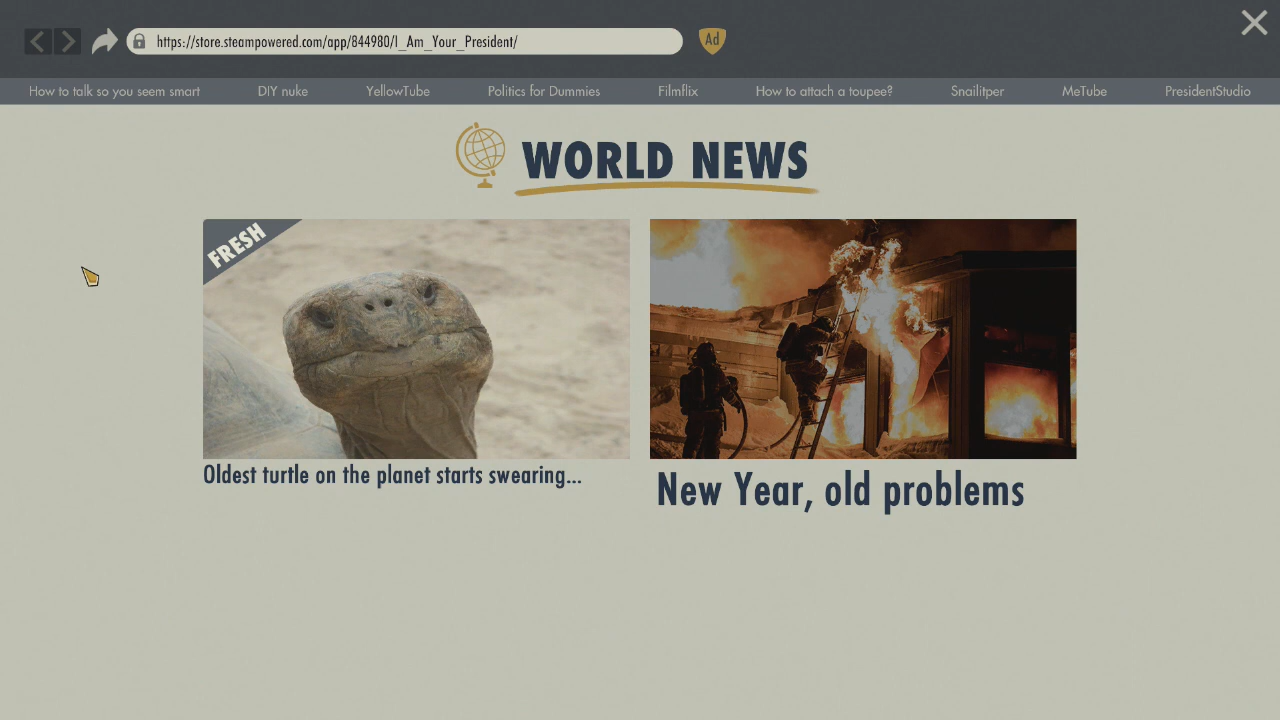 https://store.steampowered.com/app/844980/I_Am_Your_President/
Ad
How to talk so you seem smart
DIY nuke
YellowTube
Politics for Dummies
Filmflix
How to attach a toupee?
Snailitper
MeTube
PresidentStudio
WORLD NEWS
FRESH
Oldest turtle on the planet starts swearing...
New Year, old problems